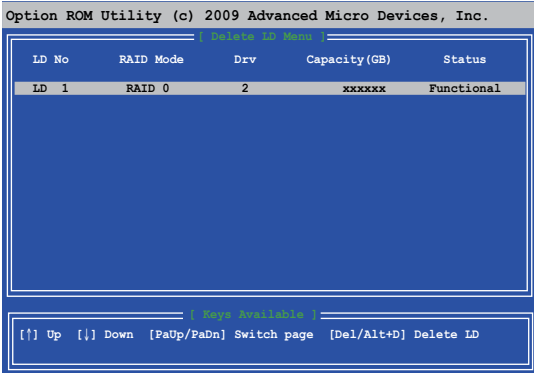 Option ROM Utility (c) 2009 Advanced Micro Devices, Inc.
[ Delete LD Menu ]
LD No RAID Mode Drv Capacity(GB) Status
LD 1 RAID 0 2 xxxxxx Functional
[ Keys Available ]
[↑] Up [↓] Down [PaUp/PaDn] Switch page [Del/Alt+D] Delete LD